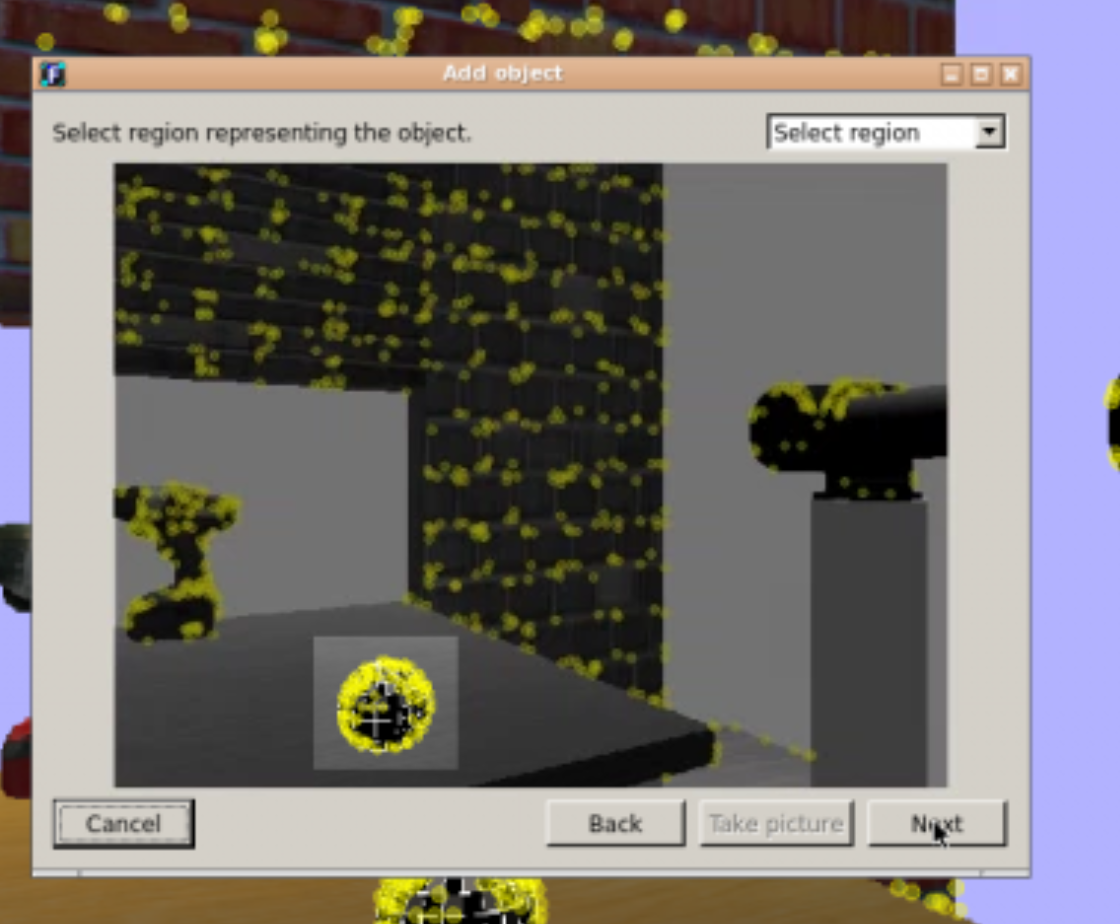 Add object
Select region representing the object.
Select region
Cancel
Back
Take picture
Next